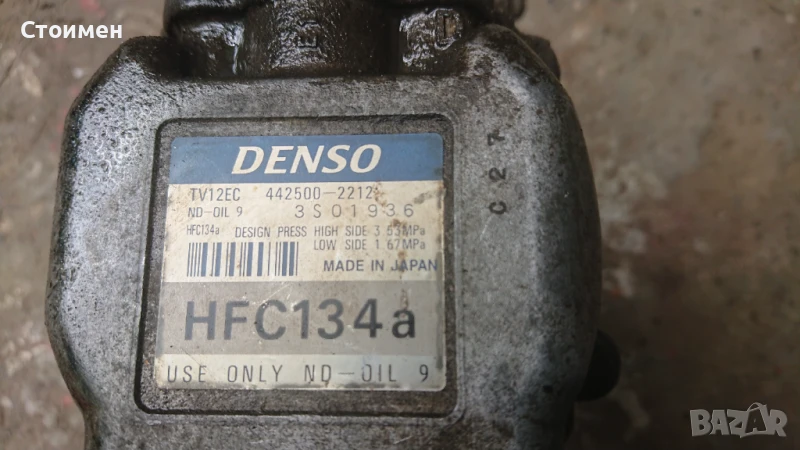 Стоимен
DENSO
TV12EC 442500-2212
ND-OIL 9 3S01936
HFC134a DESIGN PRESS HIGH SIDE 3.53MPa
LOW SIDE 1.67MPa
MADE IN JAPAN
HFC134a
USE ONLY ND-OIL 9
C27
BAZAR